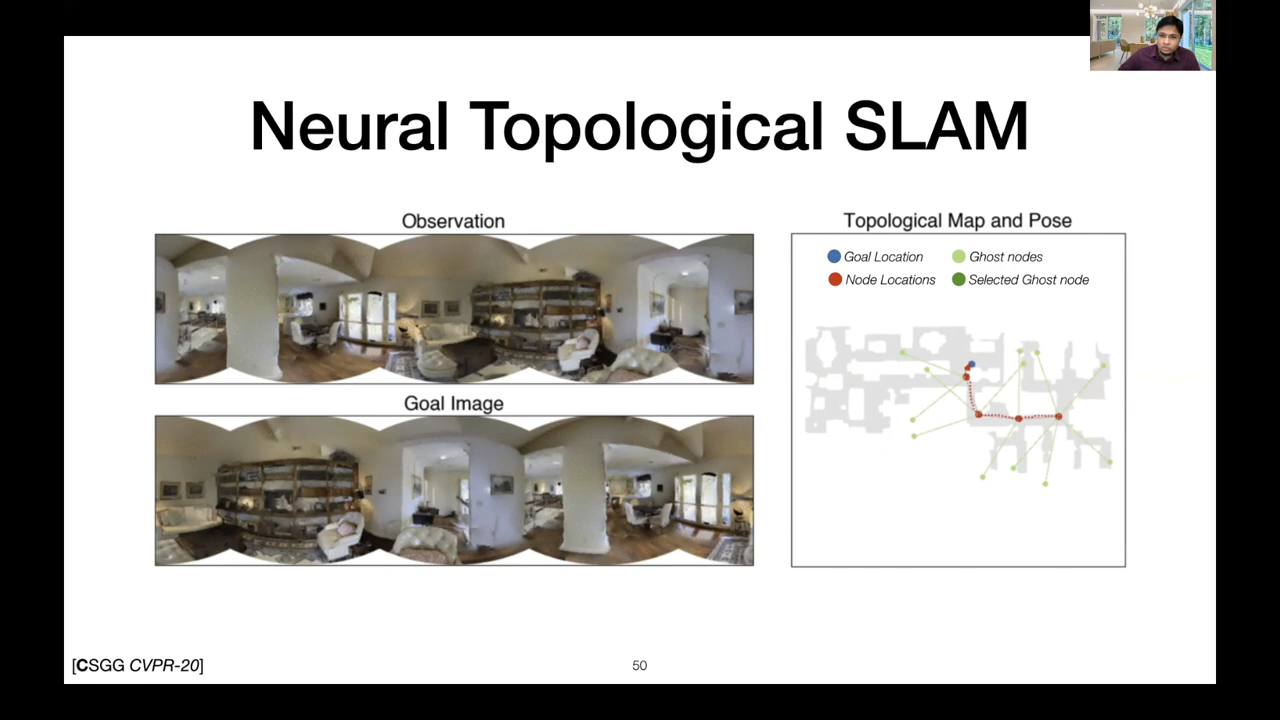 Neural Topological SLAM
Observation
Goal Image
Topological Map and Pose
Goal Location
Ghost nodes
Node Locations
Selected Ghost node
[CSGG CVPR-20]
50